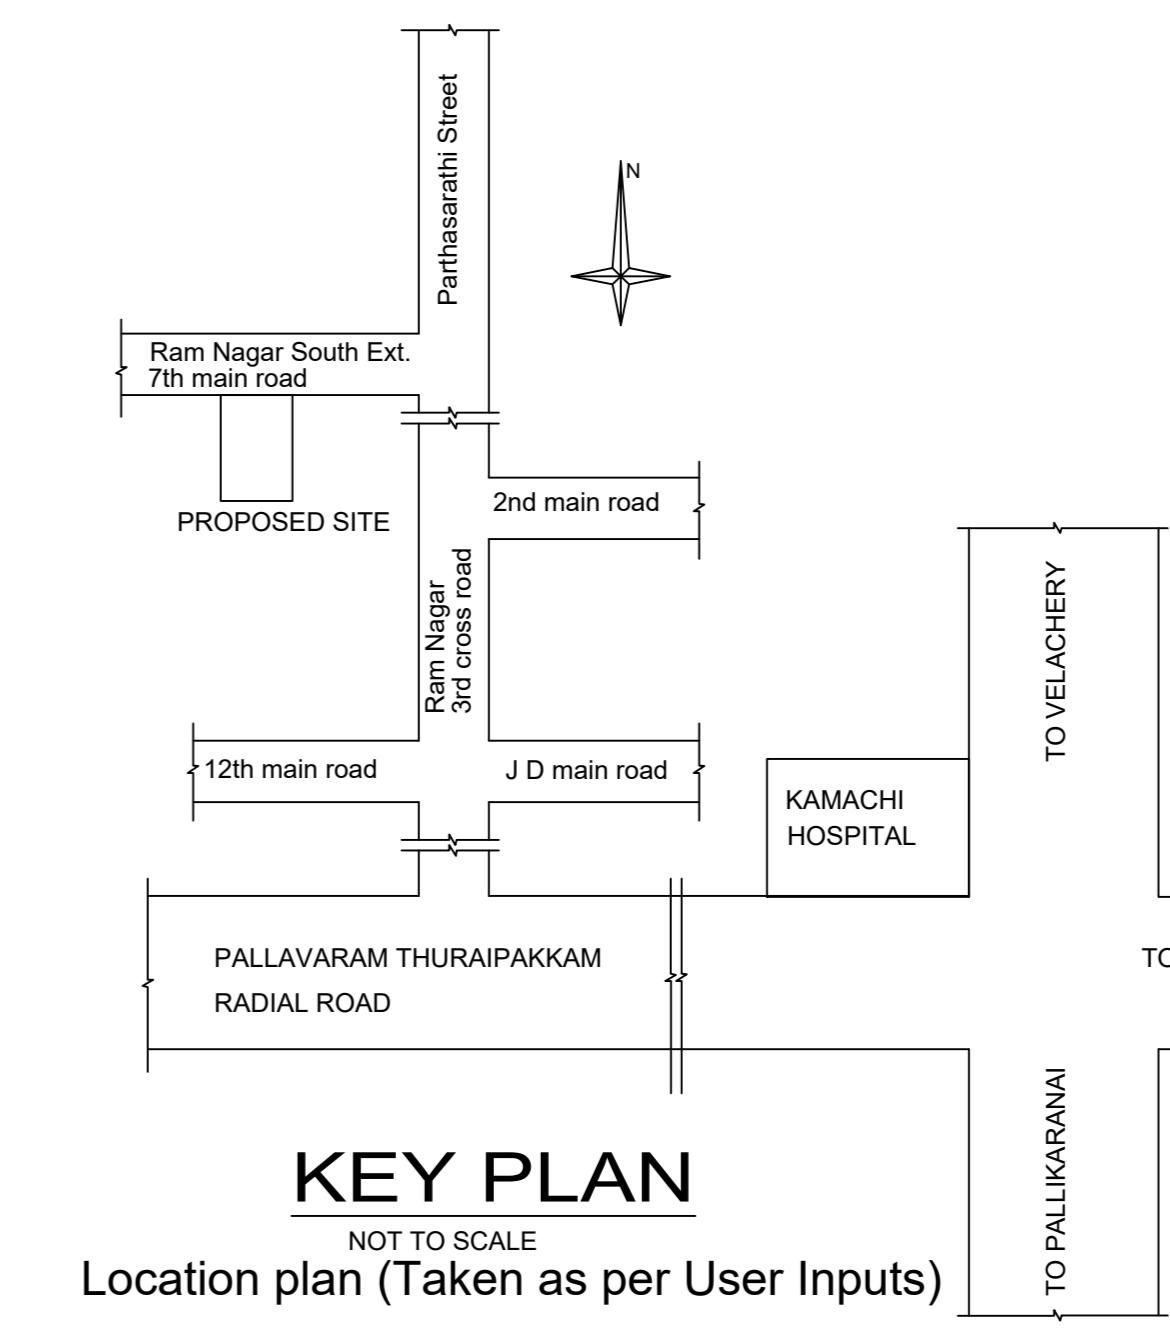 Parthasarathi Street
N
Ram Nagar South Ext.
7th main road
2nd main road
PROPOSED SITE
Ram Nagar
3rd cross road
TO VELACHERY
12th main road
J D main road
KAMACHI
HOSPITAL
PALLAVARAM THURAIPAKKAM
RADIAL ROAD
TO PALLIKARANAI
KEY PLAN
NOT TO SCALE
Location plan (Taken as per User Inputs)